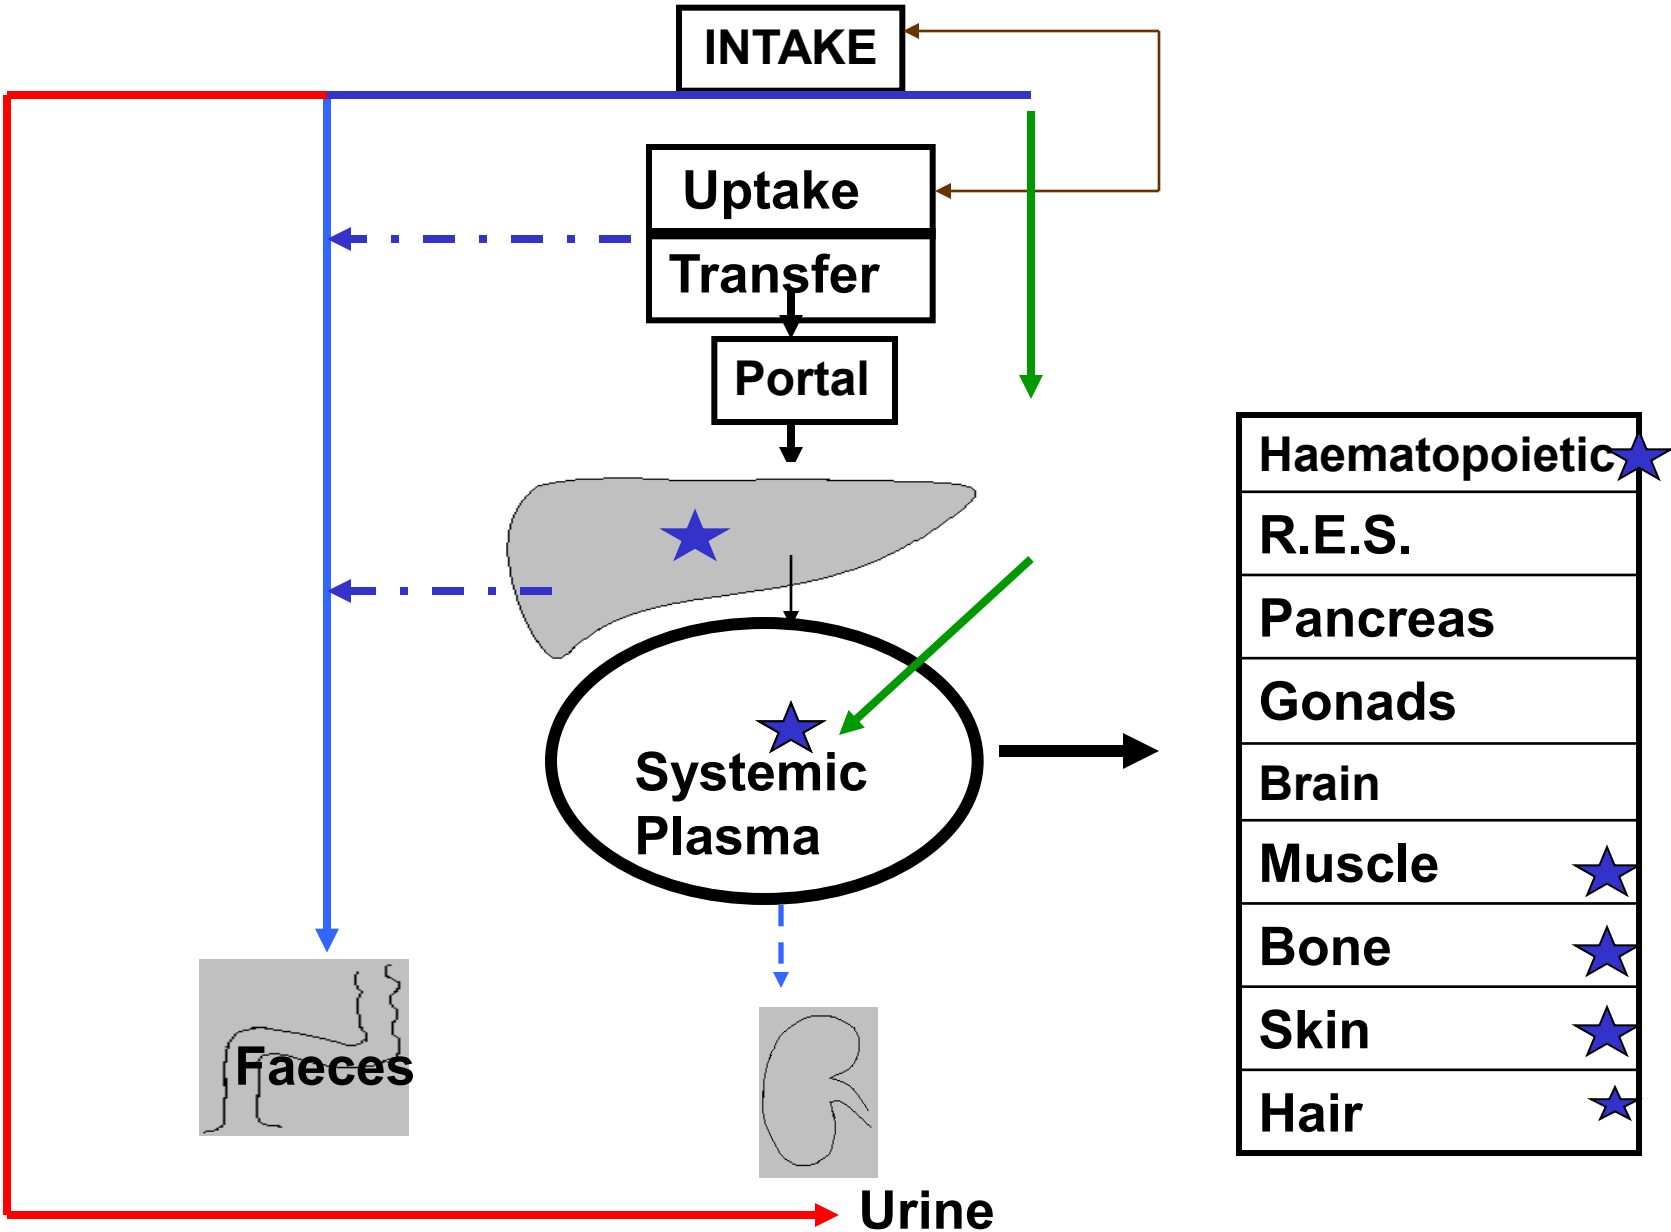 INTAKE
Uptake
Transfer
Portal
Systemic
Plasma
Faeces
Urine
Haematopoietic
R.E.S.
Pancreas
Gonads
Brain
Muscle
Bone
Skin
Hair